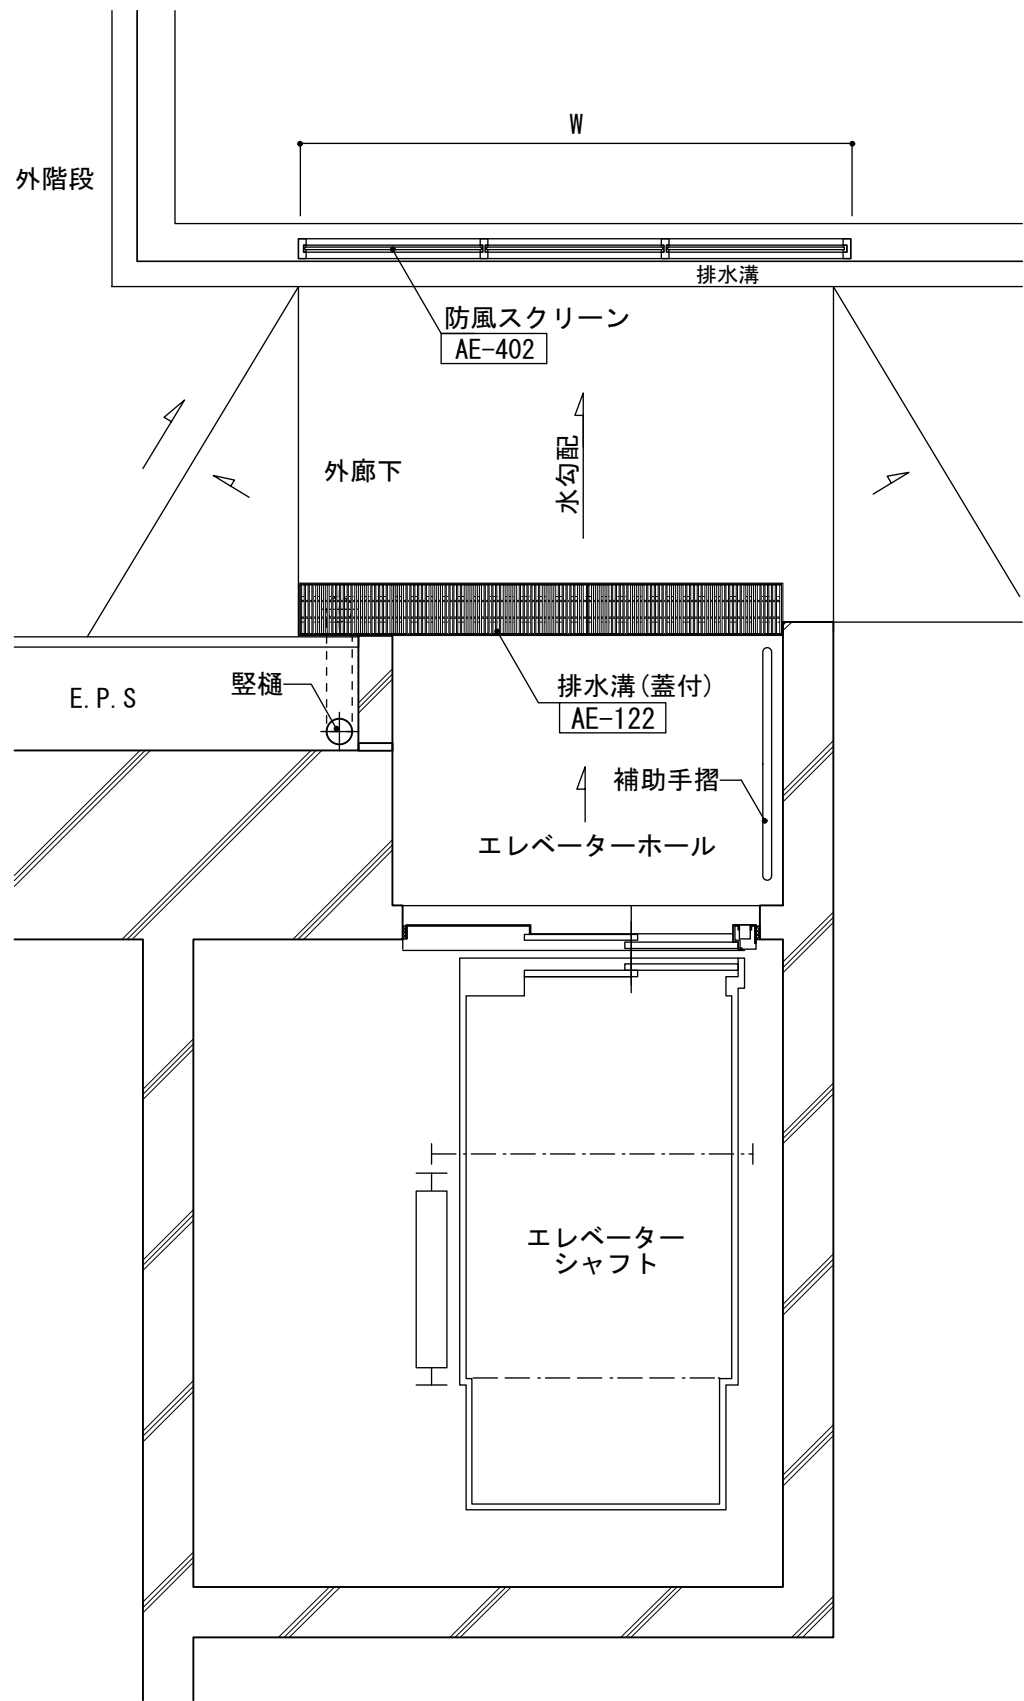 W
外階段
排水溝
防風スクリーン
AE-402
外廊下
水勾配
竪樋
E.P.S
排水溝(蓋付)
AE-122
補助手摺
エレベーターホール
エレベーター
シャフト